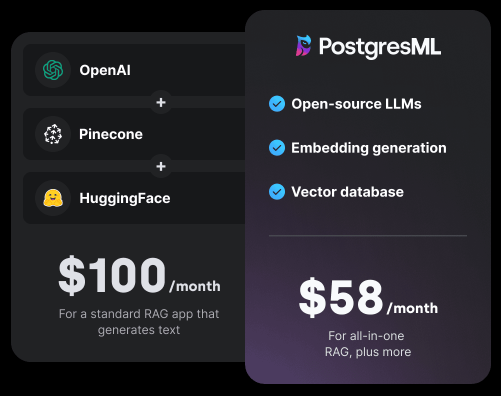 OpenAI
+
Pinecone
+
HuggingFace
$100/month
For a standard RAG app that
generates text
PostgresML
Open-source LLMs
Embedding generation
Vector database
$58/month
For all-in-one
RAG, plus more